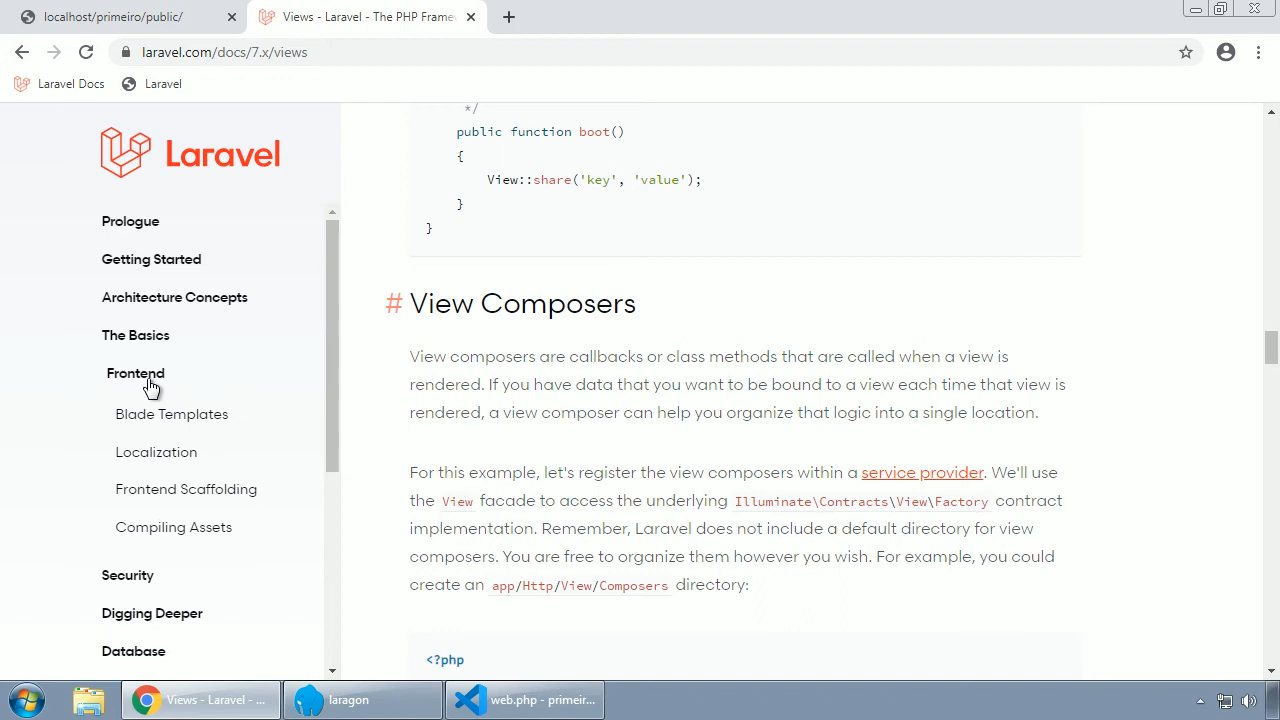 localhost/primeiro/public/
Views - Laravel - The PHP Frame
laravel.com/docs/7.x/views
Laravel Docs
Laravel
Laravel
Prologue
Getting Started
Architecture Concepts
The Basics
Frontend
Blade Templates
Localization
Frontend Scaffolding
Compiling Assets
Security
Digging Deeper
Database
*/
public function boot()
{
View::share('key', 'value');
}
}
# View Composers
View composers are callbacks or class methods that are called when a view is
rendered. If you have data that you want to be bound to a view each time that view is
rendered, a view composer can help you organize that logic into a single location.
For this example, let's register the view composers within a service provider. We'll use
the View facade to access the underlying Illuminate\Contracts\View\Factory contract
implementation. Remember, Laravel does not include a default directory for view
composers. You are free to organize them however you wish. For example, you could
create an app/Http/View/Composers directory:
<?php
Views - Laravel - ...
laragon
web.php - primeir...